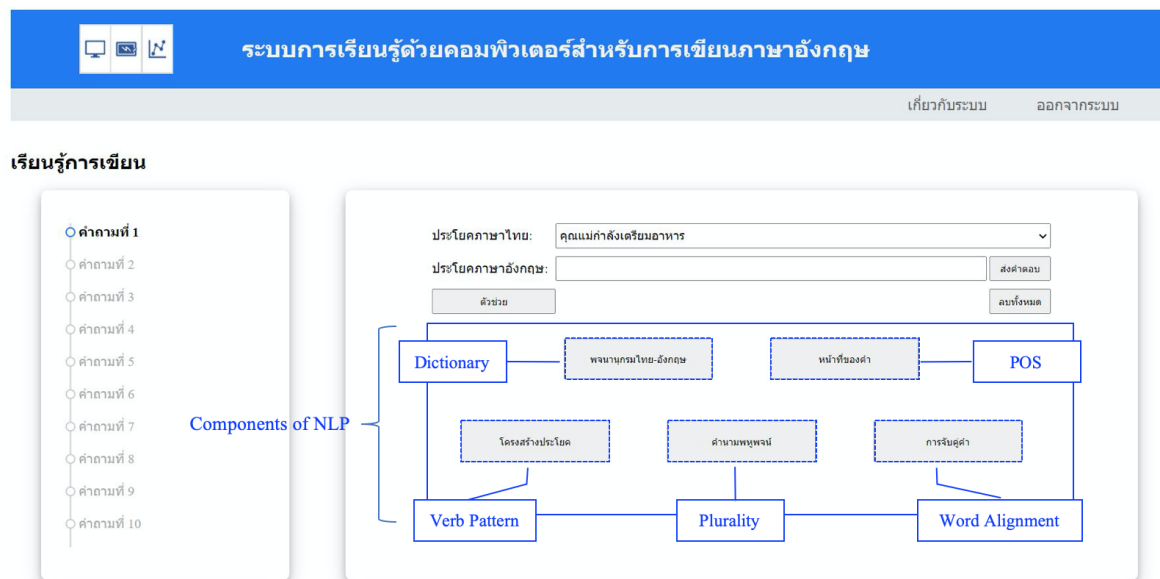 ระบบการเรียนรู้ด้วยคอมพิวเตอร์สำหรับการเขียนภาษาอังกฤษ
เกี่ยวกับระบบ ออกจากระบบ
เรียนรู้การเขียน
คำถามที่ 1
คำถามที่ 2
คำถามที่ 3
คำถามที่ 4
คำถามที่ 5
คำถามที่ 6
คำถามที่ 7
คำถามที่ 8
คำถามที่ 9
คำถามที่ 10
ประโยคภาษาไทย: คุณแม่กำลังเตรียมอาหาร
ประโยคภาษาอังกฤษ: ส่งคำตอบ
ตัวช่วย ลบทั้งหมด
Components of NLP
Dictionary พจนานุกรมไทย-อังกฤษ หน้าที่ของคำ POS
โครงสร้างประโยค คำนามพหูพจน์ การจับคู่คำ
Verb Pattern Plurality Word Alignment